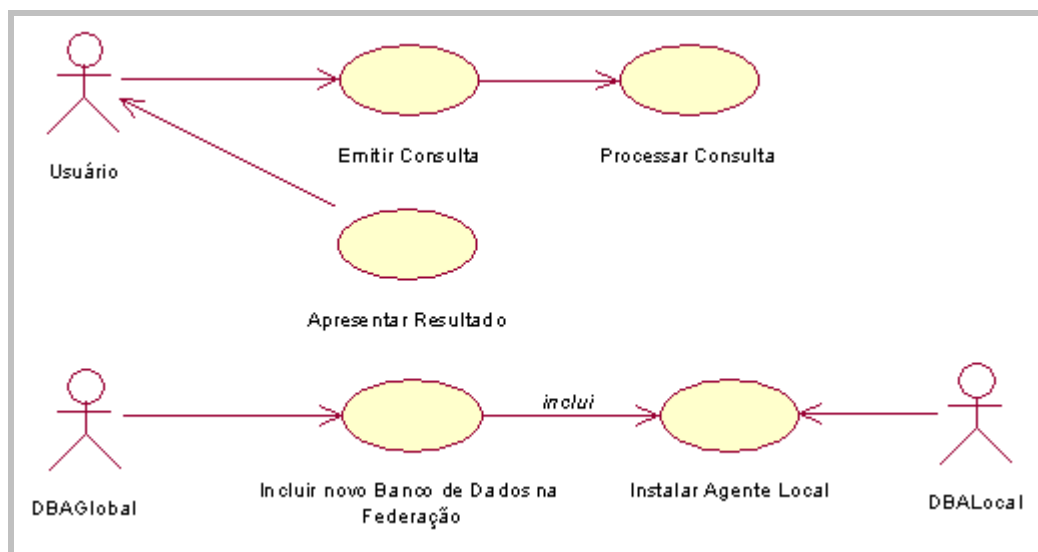 Usuário
Emitir Consulta
Processar Consulta
Apresentar Resultado
inclui
DBAGlobal
Incluir novo Banco de Dados na
Federação
Instalar Agente Local
DBALocal